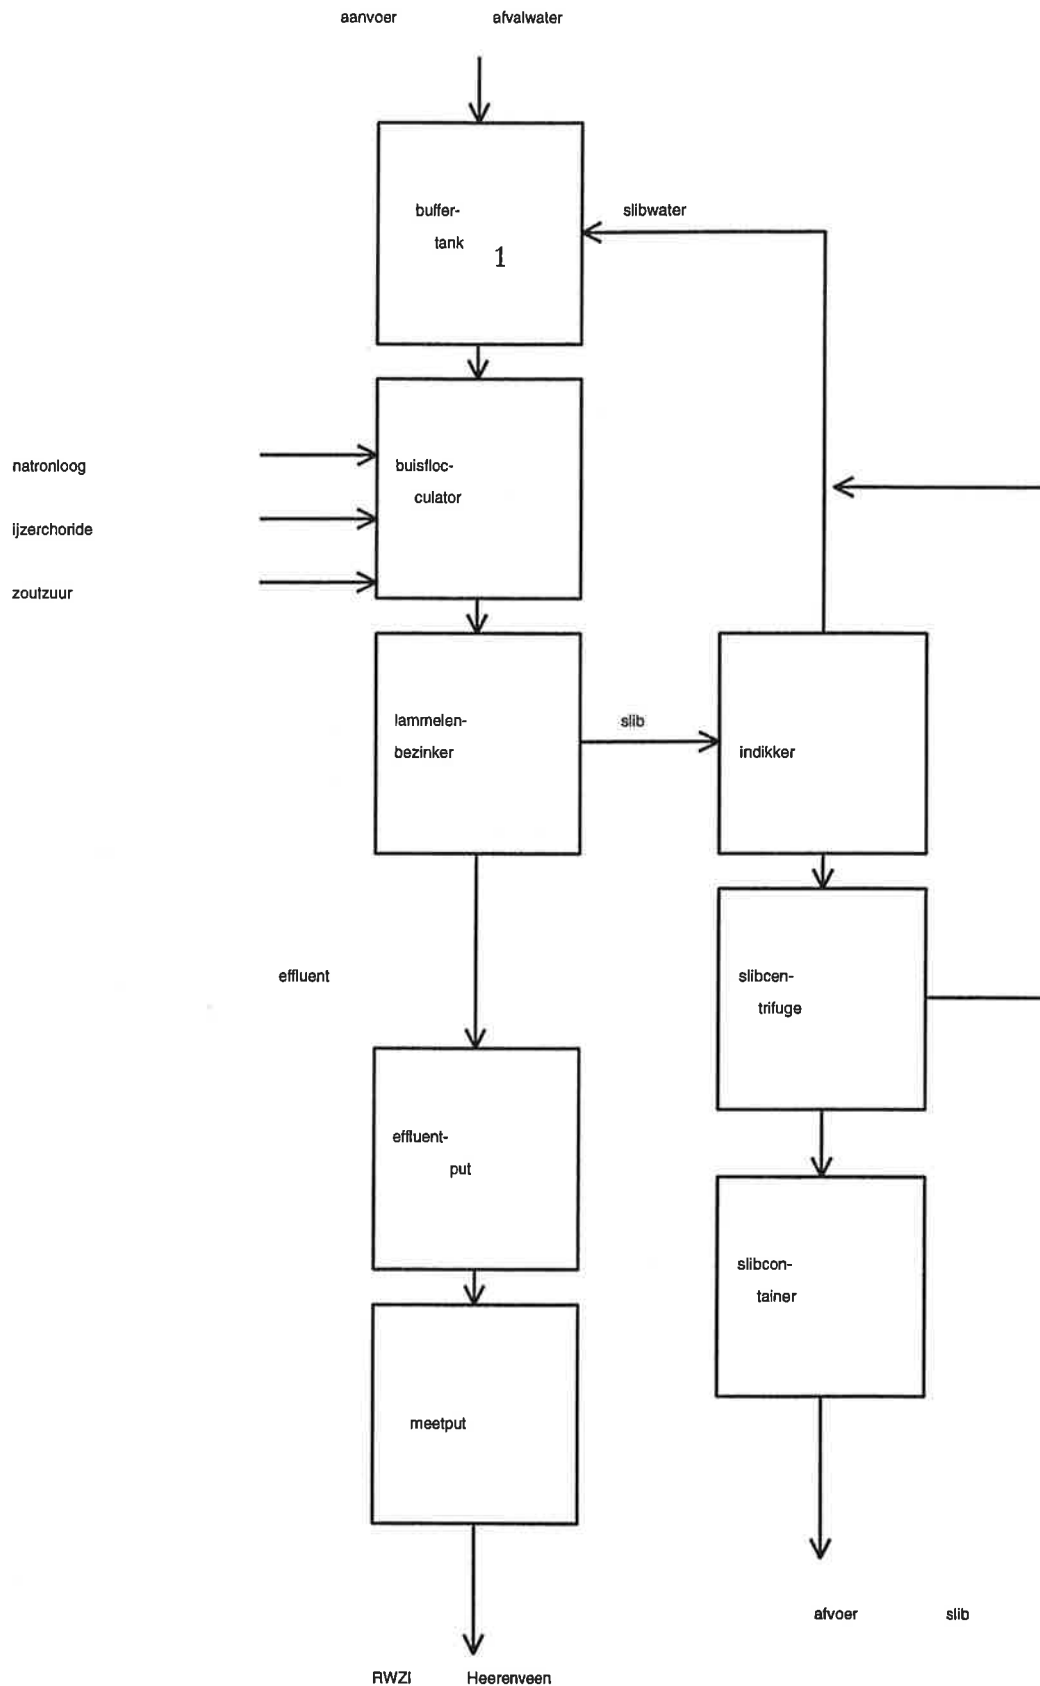 aanvoer afvalwater
buffer-
tank 1
slibwater
natronloog
ijzerchoride
zoutzuur
buisfloc-
culator
lammelen-
bezinker
slib
indikker
effluent
slibcen-
trifuge
effluent-
put
slibcon-
tainer
meetput
afvoer slib
RWZI Heerenveen